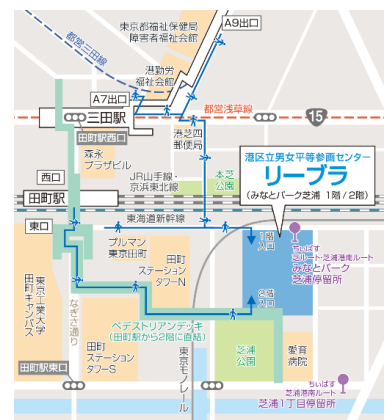 東京都福祉保健局
障害者福祉会館
A9出口
都営三田線
港勤労
福祉会館
A7出口
三田駅
都営浅草線
15
田町駅西口
港芝四
郵便局
森永
プラザビル
西口
JR山手線・
京浜東北線
本芝
公園
港区立男女平等参画センター
リーブラ
(みなとパーク芝浦 1階/2階)
田町駅
東海道新幹線
東口
プルマン
東京田町
田町
ステーション
タワーN
1階
入口
2階
入口
ちぃばす
芝ルート・芝浦港南ルート
みなとパーク
芝浦停留所
東京工業大学
田町キャンパス
なぎさ通り
ペデストリアンデッキ
(田町駅から2階に直結)
田町
ステーション
タワーS
芝浦
公園
愛育
病院
東京モノレール
田町駅東口
ちぃばす
芝浦港南ルート
芝浦1丁目停留所